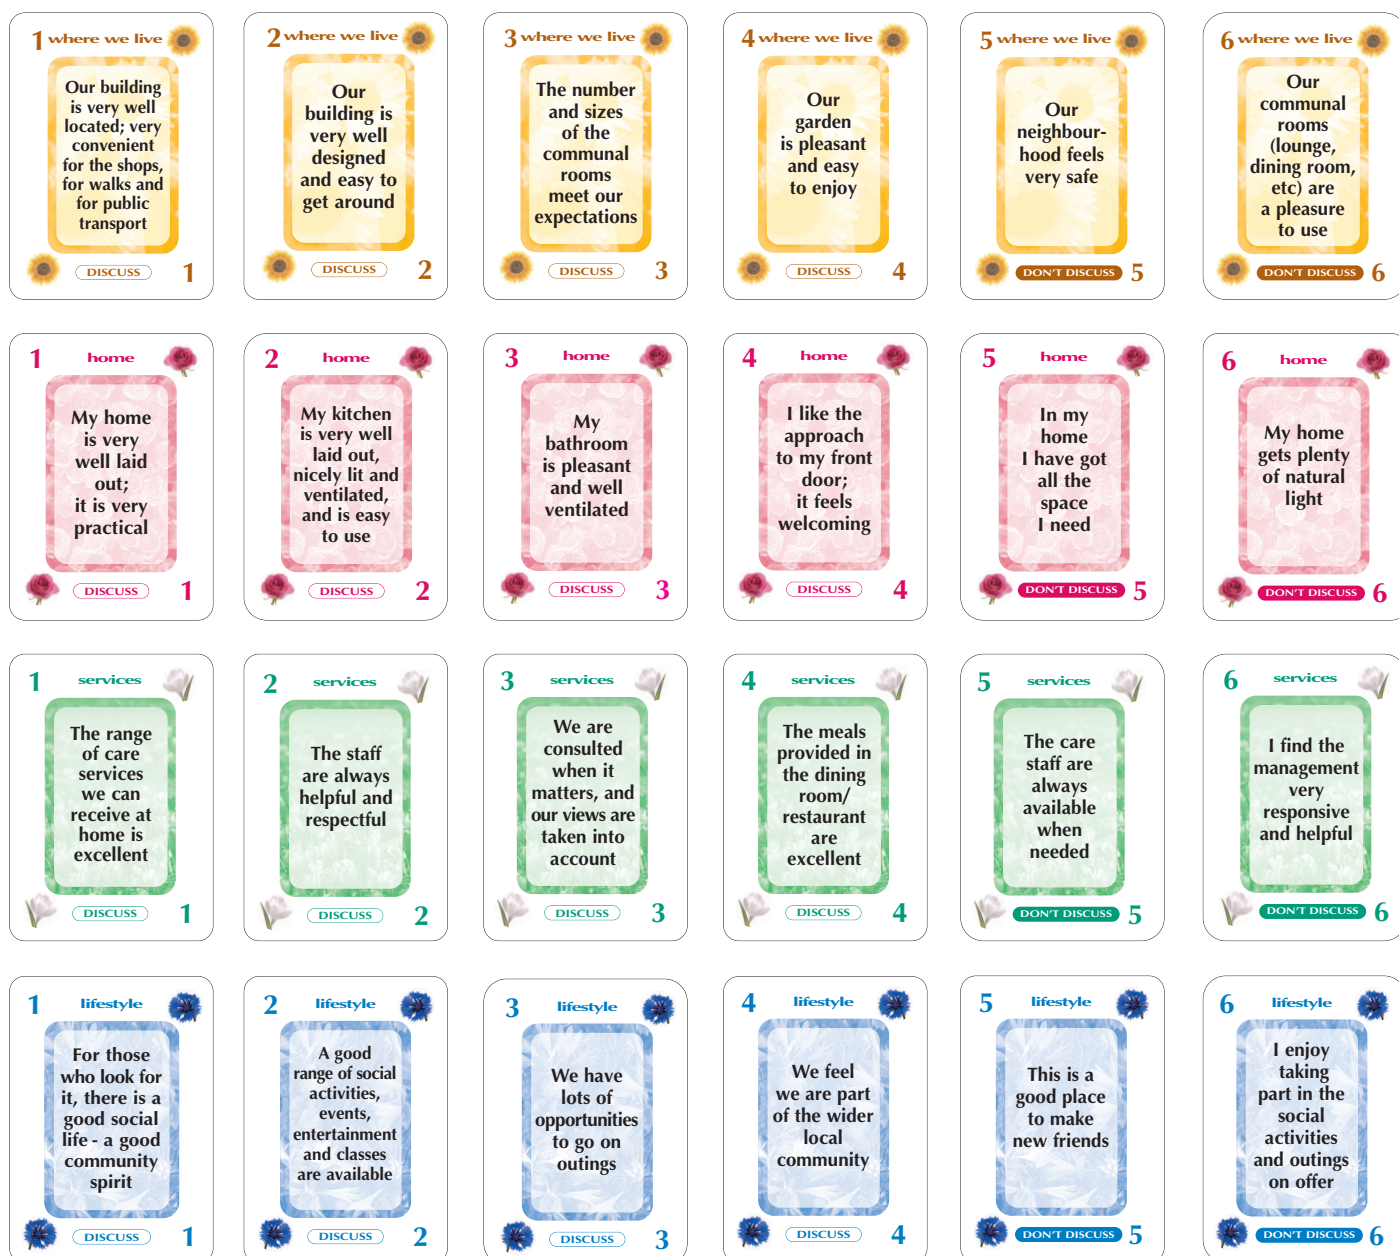 1 where we live
Our building
is very well
located; very
convenient
for the shops,
for walks and
for public
transport
DISCUSS 1
2 where we live
Our
building is
very well
designed
and easy to
get around
DISCUSS 2
3 where we live
The number
and sizes
of the
communal
rooms
meet our
expectations
DISCUSS 3
4 where we live
Our
garden
is pleasant
and easy
to enjoy
DISCUSS 4
5 where we live
Our
neighbour-
hood feels
very safe
DON'T DISCUSS 5
6 where we live
Our
communal
rooms
(lounge,
dining room,
etc) are
a pleasure
to use
DON'T DISCUSS 6
1 home
My home
is very
well laid
out;
it is very
practical
DISCUSS 1
2 home
My kitchen
is very well
laid out,
nicely lit and
ventilated,
and is easy
to use
DISCUSS 2
3 home
My
bathroom
is pleasant
and well
ventilated
DISCUSS 3
4 home
I like the
approach
to my front
door;
it feels
welcoming
DISCUSS 4
5 home
In my
home
I have got
all the
space
I need
DON'T DISCUSS 5
6 home
My home
gets plenty
of natural
light
DON'T DISCUSS 6
1 services
The range
of care
services
we can
receive at
home is
excellent
DISCUSS 1
2 services
The staff
are always
helpful and
respectful
DISCUSS 2
3 services
We are
consulted
when it
matters, and
our views are
taken into
account
DISCUSS 3
4 services
The meals
provided in
the dining
room/
restaurant
are
excellent
DISCUSS 4
5 services
The care
staff are
always
available
when
needed
DON'T DISCUSS 5
6 services
I find the
management
very
responsive
and helpful
DON'T DISCUSS 6
1 lifestyle
For those
who look for
it, there is a
good social
life - a good
community
spirit
DISCUSS 1
2 lifestyle
A good
range of social
activities,
events,
entertainment
and classes
are available
DISCUSS 2
3 lifestyle
We have
lots of
opportunities
to go on
outings
DISCUSS 3
4 lifestyle
We feel
we are part
of the wider
local
community
DISCUSS 4
5 lifestyle
This is a
good place
to make
new friends
DON'T DISCUSS 5
6 lifestyle
I enjoy
taking
part in the
social
activities
and outings
on offer
DON'T DISCUSS 6